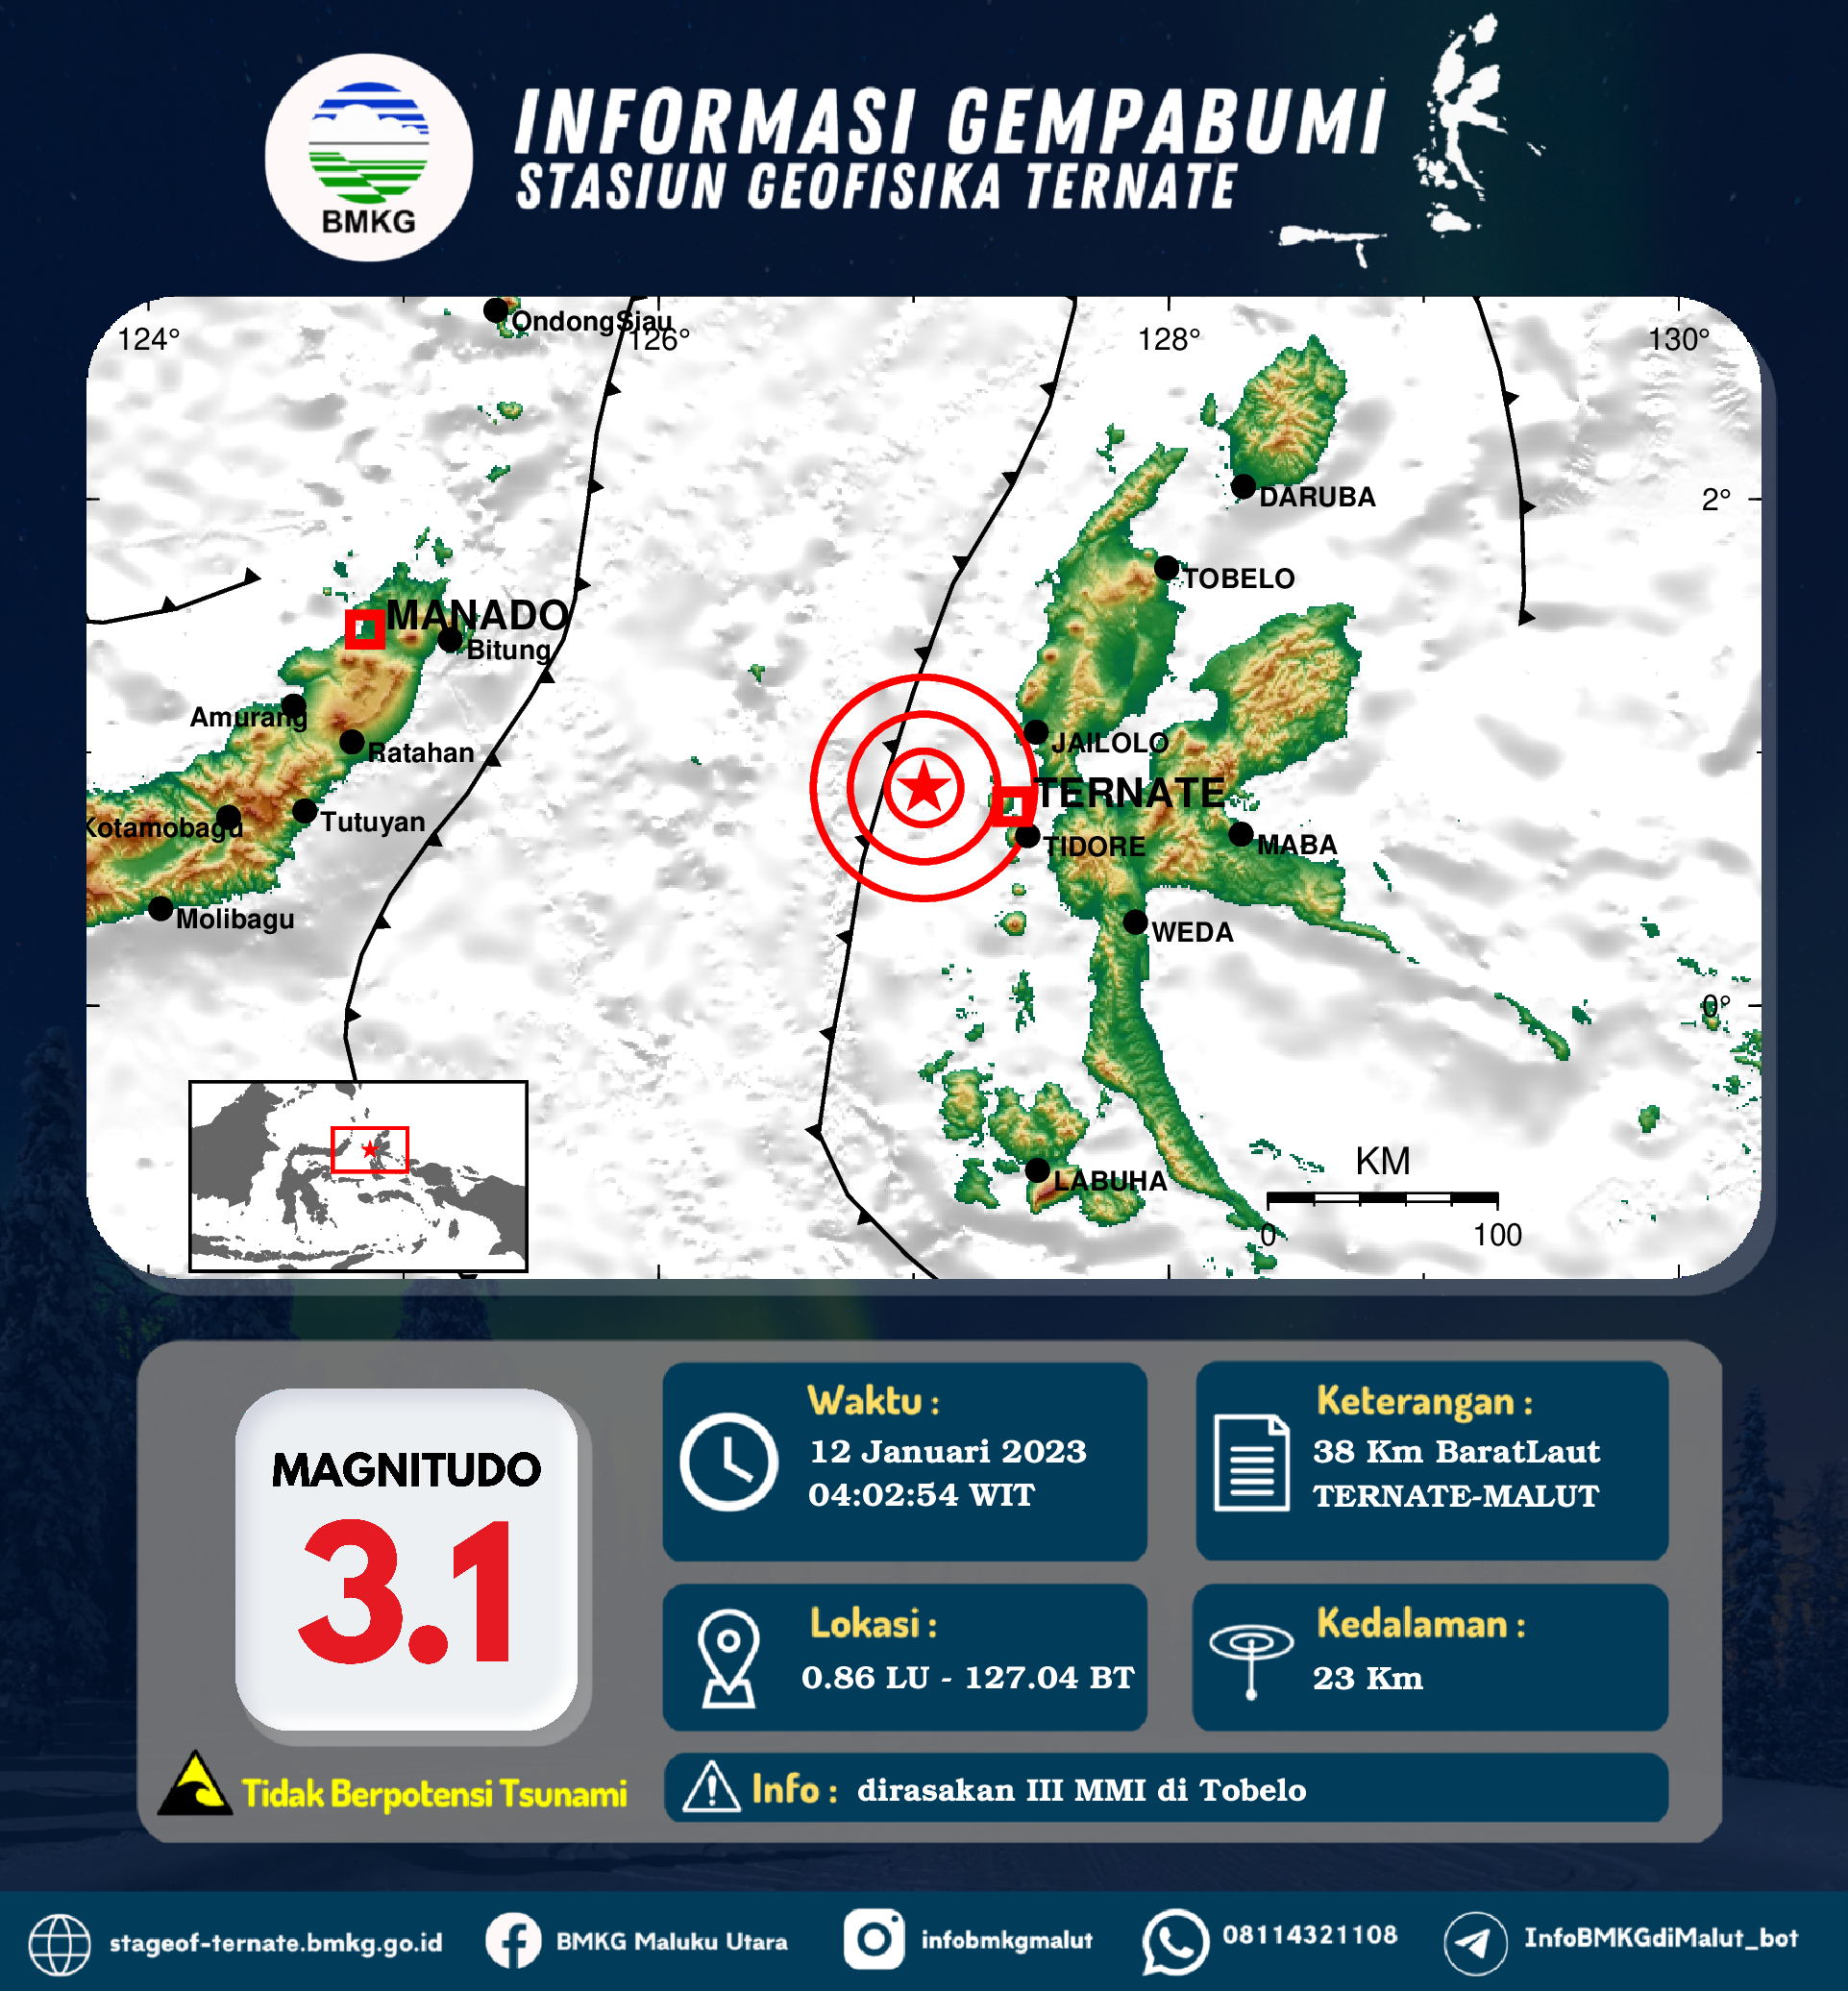 BMKG
INFORMASI GEMPABUMI
STASIUN GEOFISIKA TERNATE
OndongSiau
124°
126°
128°
130°
DARUBA
2°
TOBELO
MANADO
Bitung
Amurang
Ratahan
JAILOLO
TERNATE
Kotamobagu
Tutuyan
TIDORE
MABA
Molibagu
WEDA
0°
KM
LABUHA
0
100
MAGNITUDO
3.1
Waktu :
12 Januari 2023
04:02:54 WIT
Keterangan :
38 Km BaratLaut
TERNATE-MALUT
Lokasi :
0.86 LU - 127.04 BT
Kedalaman :
23 Km
Tidak Berpotensi Tsunami
Info : dirasakan III MMI di Tobelo
stageof-ternate.bmkg.go.id
BMKG Maluku Utara
infobmkgmalut
08114321108
InfoBMKGdiMalut_bot